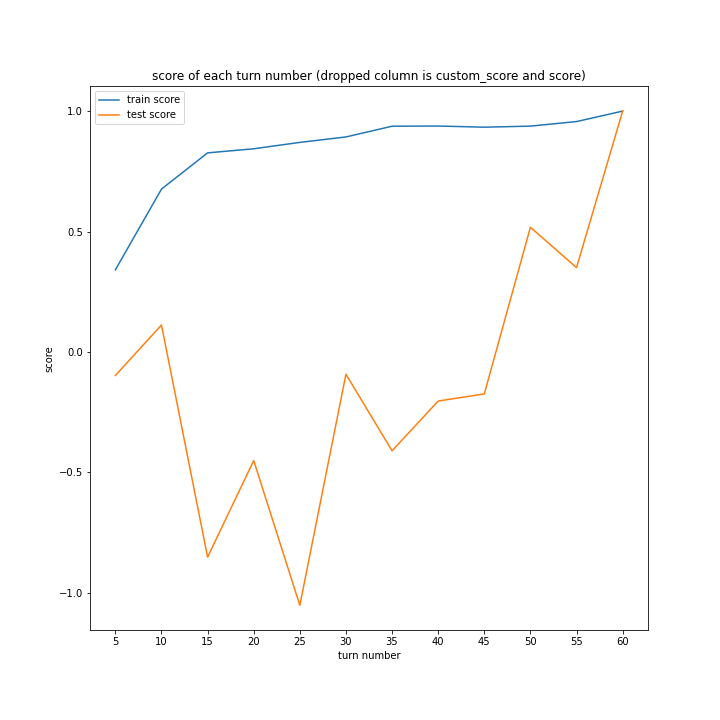 score of each turn number (dropped column is custom_score and score)
train score
test score
1.0
0.5
0.0
−0.5
−1.0
score
5 10 15 20 25 30 35 40 45 50 55 60
turn number